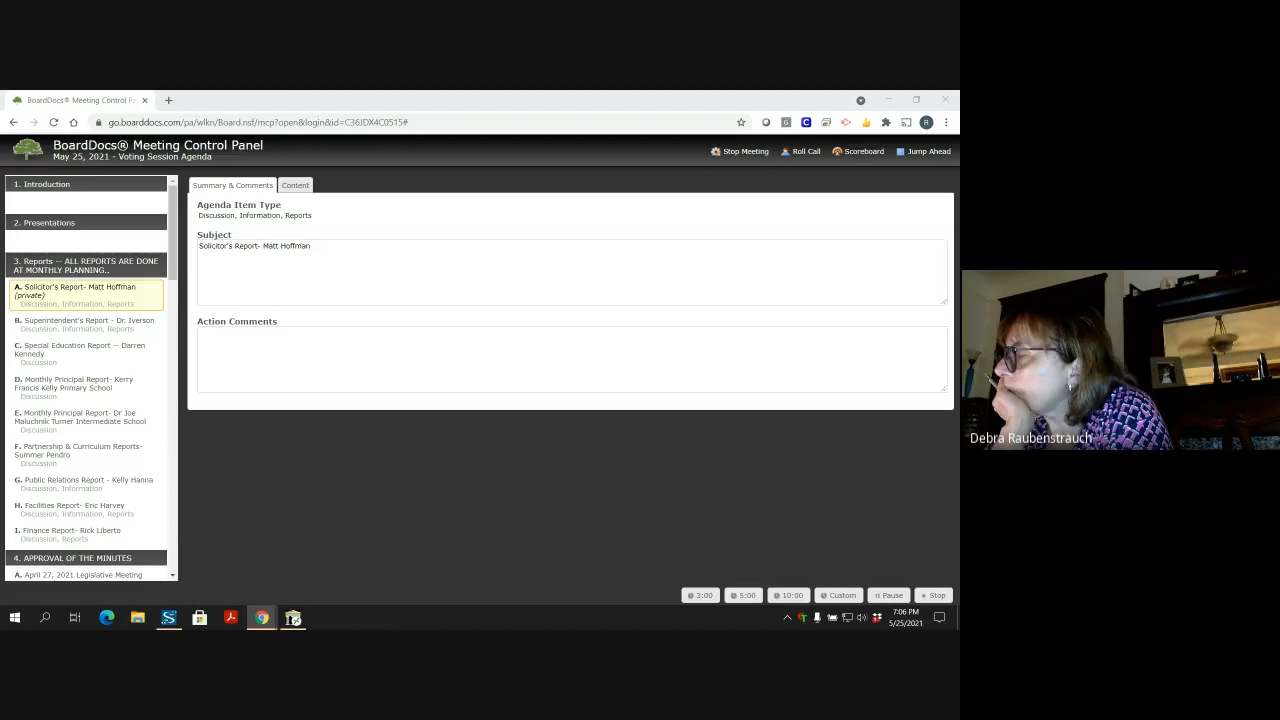 BoardDocs® Meeting Control Pa
go.boarddocs.com/pa/wlkn/Board.nsf/mcp?open&login&id=C36JDX4C0515#
BoardDocs® Meeting Control Panel
May 25, 2021 - Voting Session Agenda
Stop Meeting
Roll Call
Scoreboard
Jump Ahead
1. Introduction
2. Presentations
3. Reports -- ALL REPORTS ARE DONE
AT MONTHLY PLANNING..
A. Solicitor's Report- Matt Hoffman
(private)
Discussion, Information, Reports
B. Superintendent's Report - Dr. Iverson
Discussion, Information, Reports
C. Special Education Report -- Darren
Kennedy
Discussion
D. Monthly Principal Report- Kerry
Francis Kelly Primary School
Discussion
E. Monthly Principal Report- Dr Joe
Maluchnik Turner Intermediate School
Discussion
F. Partnership & Curriculum Reports-
Summer Pendro
Discussion
G. Public Relations Report - Kelly Hanna
Discussion, Information
H. Facilities Report- Eric Harvey
Discussion, Information, Reports
I. Finance Report- Rick Liberto
Discussion, Reports
4. APPROVAL OF THE MINUTES
A. April 27, 2021 Legislative Meeting
Summary & Comments
Content
Agenda Item Type
Discussion, Information, Reports
Subject
Solicitor's Report- Matt Hoffman
Action Comments
3:00
5:00
10:00
Custom
Pause
Stop
7:06 PM
5/25/2021
Debra Raubenstrauch